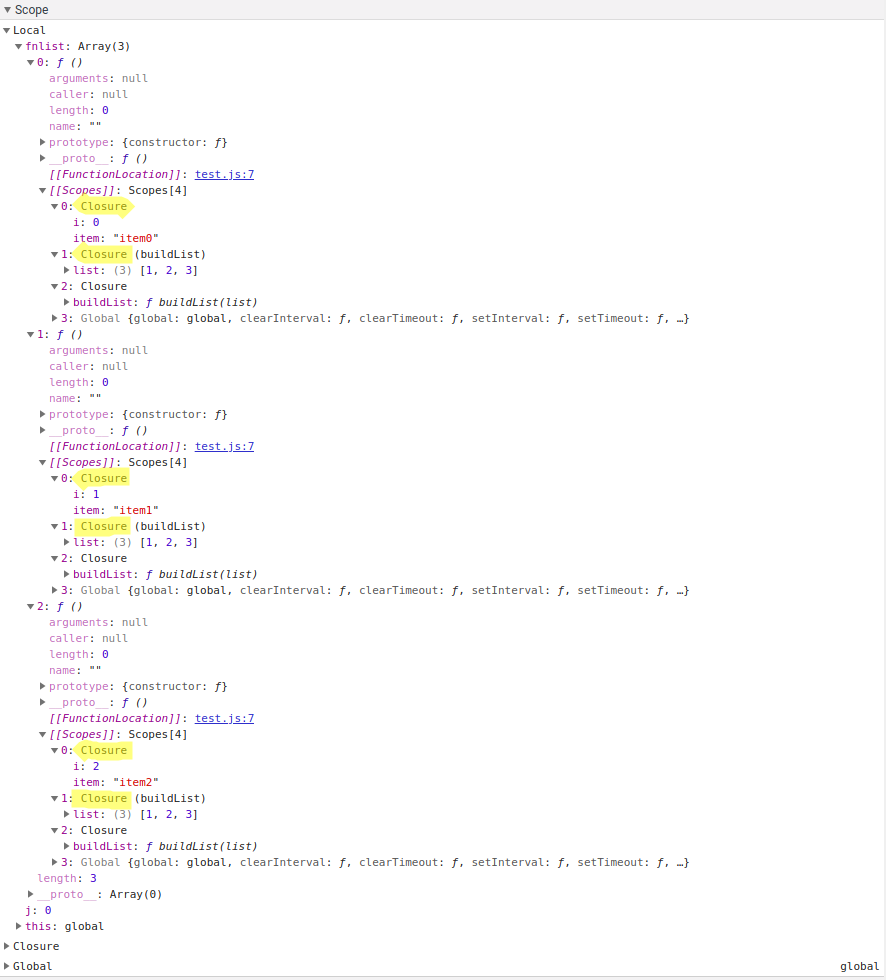 Scope
Local
fnlist: Array(3)
0: ƒ ()
arguments: null
caller: null
length: 0
name: ""
prototype: {constructor: ƒ}
__proto__: ƒ ()
[[FunctionLocation]]: test.js:7
[[Scopes]]: Scopes[4]
0: Closure
i: 0
item: "item0"
1: Closure (buildList)
list: (3) [1, 2, 3]
2: Closure
buildList: ƒ buildList(list)
3: Global {global: global, clearInterval: ƒ, clearTimeout: ƒ, setInterval: ƒ, setTimeout: ƒ, …}
1: ƒ ()
arguments: null
caller: null
length: 0
name: ""
prototype: {constructor: ƒ}
__proto__: ƒ ()
[[FunctionLocation]]: test.js:7
[[Scopes]]: Scopes[4]
0: Closure
i: 1
item: "item1"
1: Closure (buildList)
list: (3) [1, 2, 3]
2: Closure
buildList: ƒ buildList(list)
3: Global {global: global, clearInterval: ƒ, clearTimeout: ƒ, setInterval: ƒ, setTimeout: ƒ, …}
2: ƒ ()
arguments: null
caller: null
length: 0
name: ""
prototype: {constructor: ƒ}
__proto__: ƒ ()
[[FunctionLocation]]: test.js:7
[[Scopes]]: Scopes[4]
0: Closure
i: 2
item: "item2"
1: Closure (buildList)
list: (3) [1, 2, 3]
2: Closure
buildList: ƒ buildList(list)
3: Global {global: global, clearInterval: ƒ, clearTimeout: ƒ, setInterval: ƒ, setTimeout: ƒ, …}
length: 3
__proto__: Array(0)
j: 0
this: global
Closure
Global global